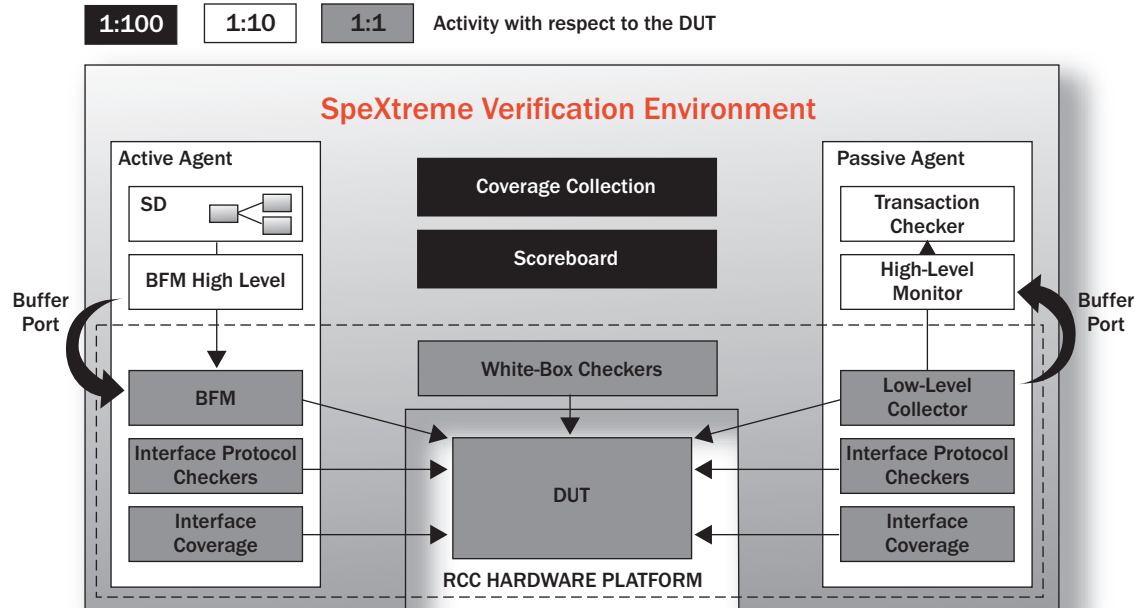 1:100
1:10
1:1
Activity with respect to the DUT
SpeXtreme Verification Environment
Active Agent
SD
BFM High Level
Buffer
Port
BFM
Interface Protocol
Checkers
Interface
Coverage
Coverage Collection
Scoreboard
White-Box Checkers
DUT
RCC HARDWARE PLATFORM
Passive Agent
Transaction
Checker
High-Level
Monitor
Buffer
Port
Low-Level
Collector
Interface Protocol
Checkers
Interface
Coverage